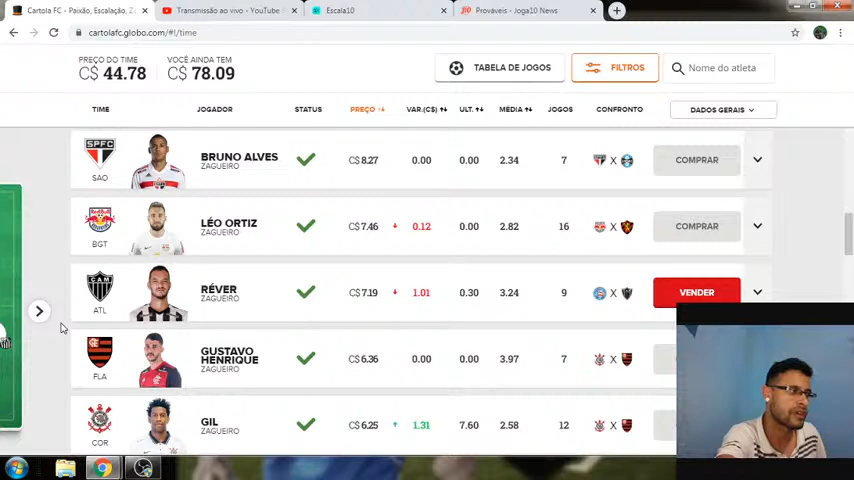 Cartola FC - Paixão, Escalação, Z
Transmissão ao vivo - YouTube
Escala10
Prováveis - Joga10 News
cartolafc.globo.com/#!/time
PREÇO DO TIME
C$ 44.78
VOCÊ AINDA TEM
C$ 78.09
TABELA DE JOGOS
FILTROS
Nome do atleta
TIME JOGADOR STATUS PREÇO VAR.(C$) ULT. MÉDIA JOGOS CONFRONTO DADOS GERAIS
SPFC
SAO
BRUNO ALVES
ZAGUEIRO
C$ 8.27 0.00 0.00 2.34 7 X COMPRAR
BGT
LÉO ORTIZ
ZAGUEIRO
C$ 7.46 0.12 0.00 2.82 16 X COMPRAR
CAM
ATL
RÉVER
ZAGUEIRO
C$ 7.19 1.01 0.30 3.24 9 X VENDER
FLA
GUSTAVO
HENRIQUE
ZAGUEIRO
C$ 6.36 0.00 0.00 3.97 7 X
COR
GIL
ZAGUEIRO
C$ 6.25 1.31 7.60 2.58 12 X